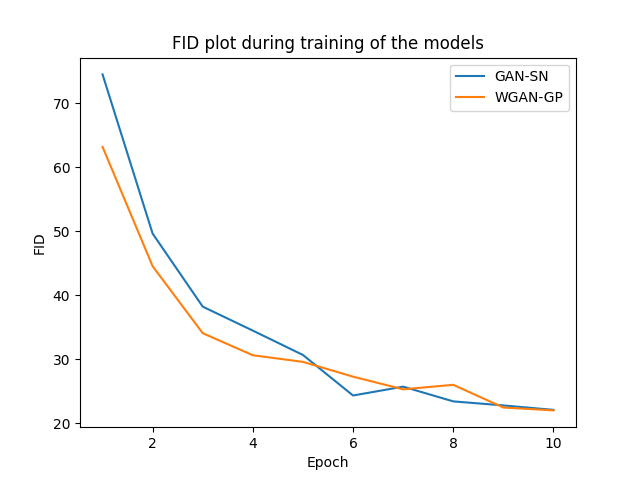 FID plot during training of the models
GAN-SN
WGAN-GP
70
60
50
40
30
20
FID
2 4 6 8 10
Epoch